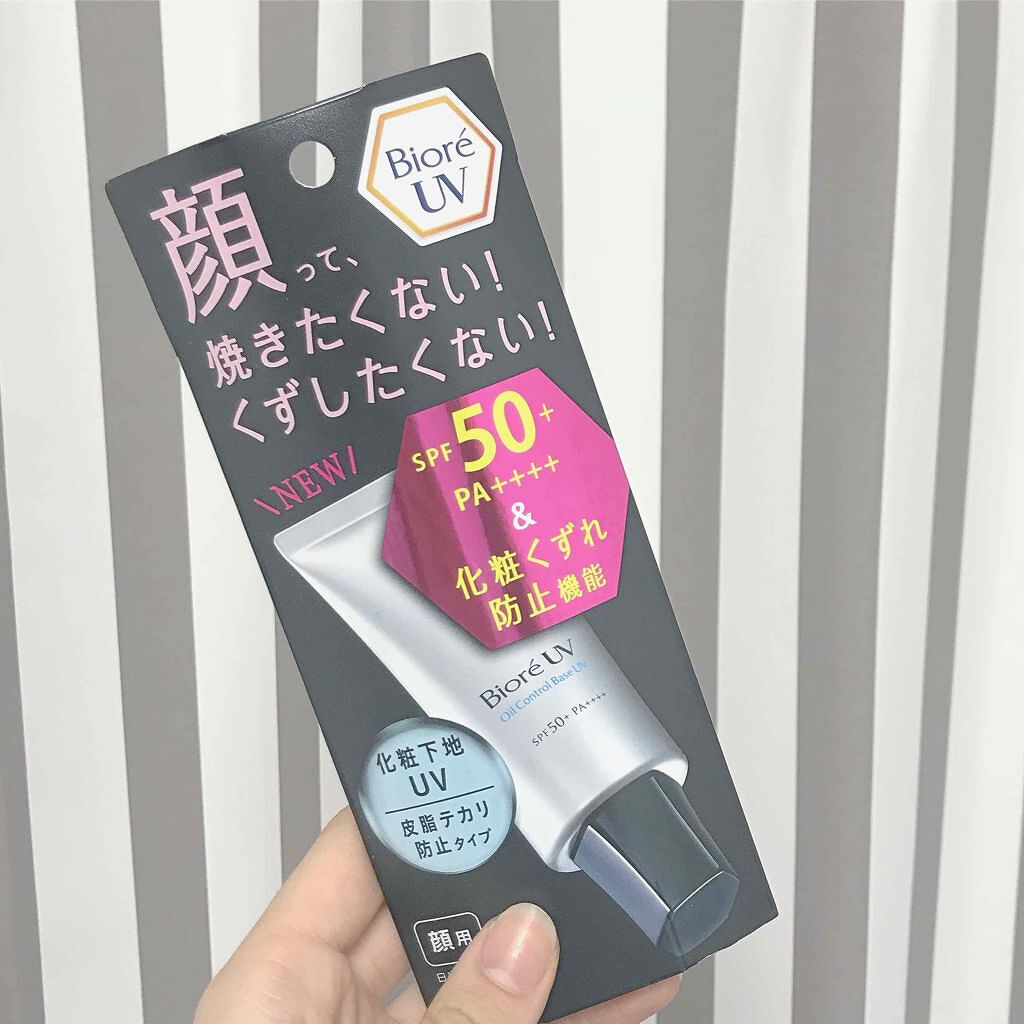 Bioré
UV
顔って、
焼きたくない!
くずしたくない!
\NEW/
SPF50+
PA++++
&
化粧くずれ
防止機能
Bioré UV
Oil Control Base UV
SPF50+ PA++++
化粧下地
UV
皮脂テカリ
防止タイプ
顔用